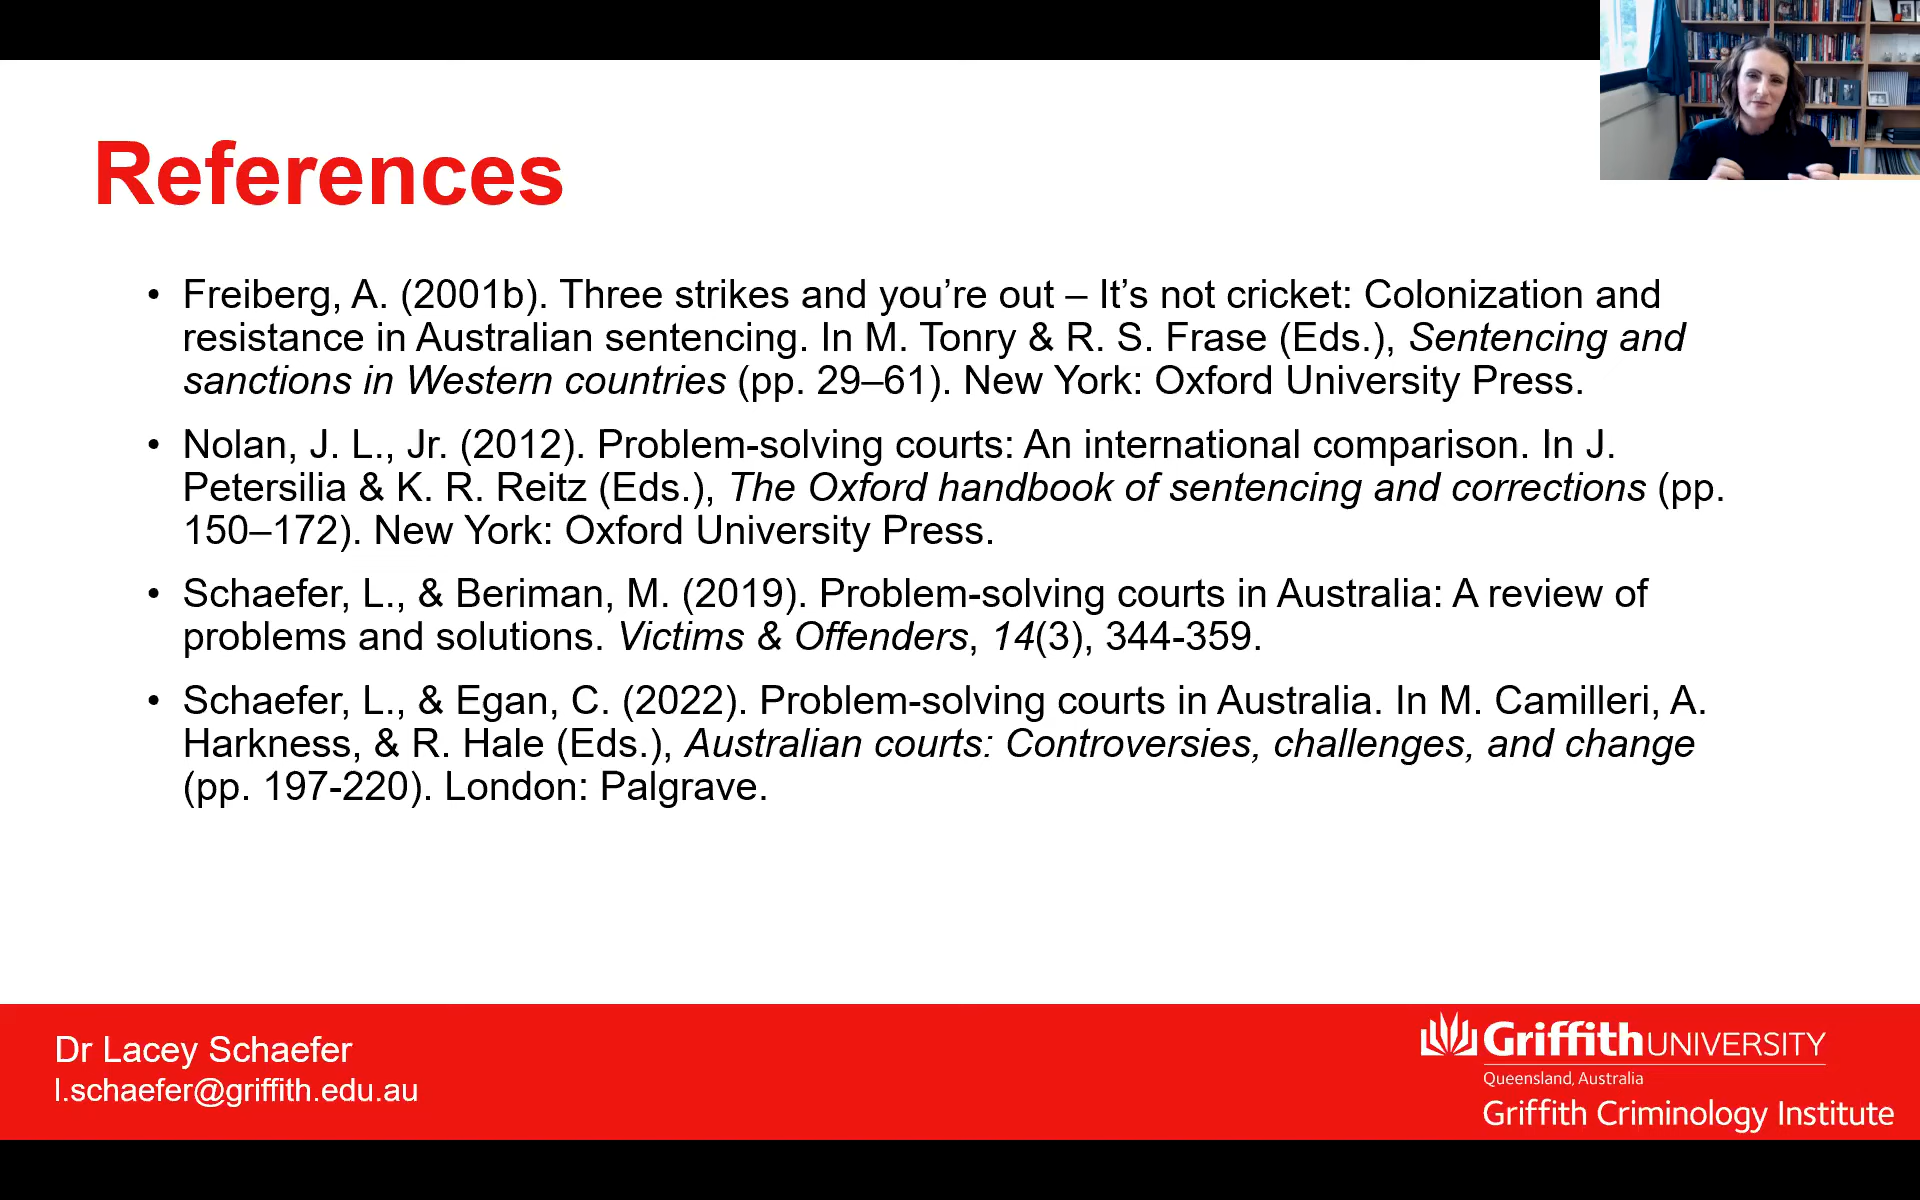 References
• Freiberg, A. (2001b). Three strikes and you’re out – It’s not cricket: Colonization and
resistance in Australian sentencing. In M. Tonry & R. S. Frase (Eds.), Sentencing and
sanctions in Western countries (pp. 29–61). New York: Oxford University Press.
• Nolan, J. L., Jr. (2012). Problem-solving courts: An international comparison. In J.
Petersilia & K. R. Reitz (Eds.), The Oxford handbook of sentencing and corrections (pp.
150–172). New York: Oxford University Press.
• Schaefer, L., & Beriman, M. (2019). Problem-solving courts in Australia: A review of
problems and solutions. Victims & Offenders, 14(3), 344-359.
• Schaefer, L., & Egan, C. (2022). Problem-solving courts in Australia. In M. Camilleri, A.
Harkness, & R. Hale (Eds.), Australian courts: Controversies, challenges, and change
(pp. 197-220). London: Palgrave.
Dr Lacey Schaefer
l.schaefer@griffith.edu.au
Griffith UNIVERSITY
Queensland, Australia
Griffith Criminology Institute